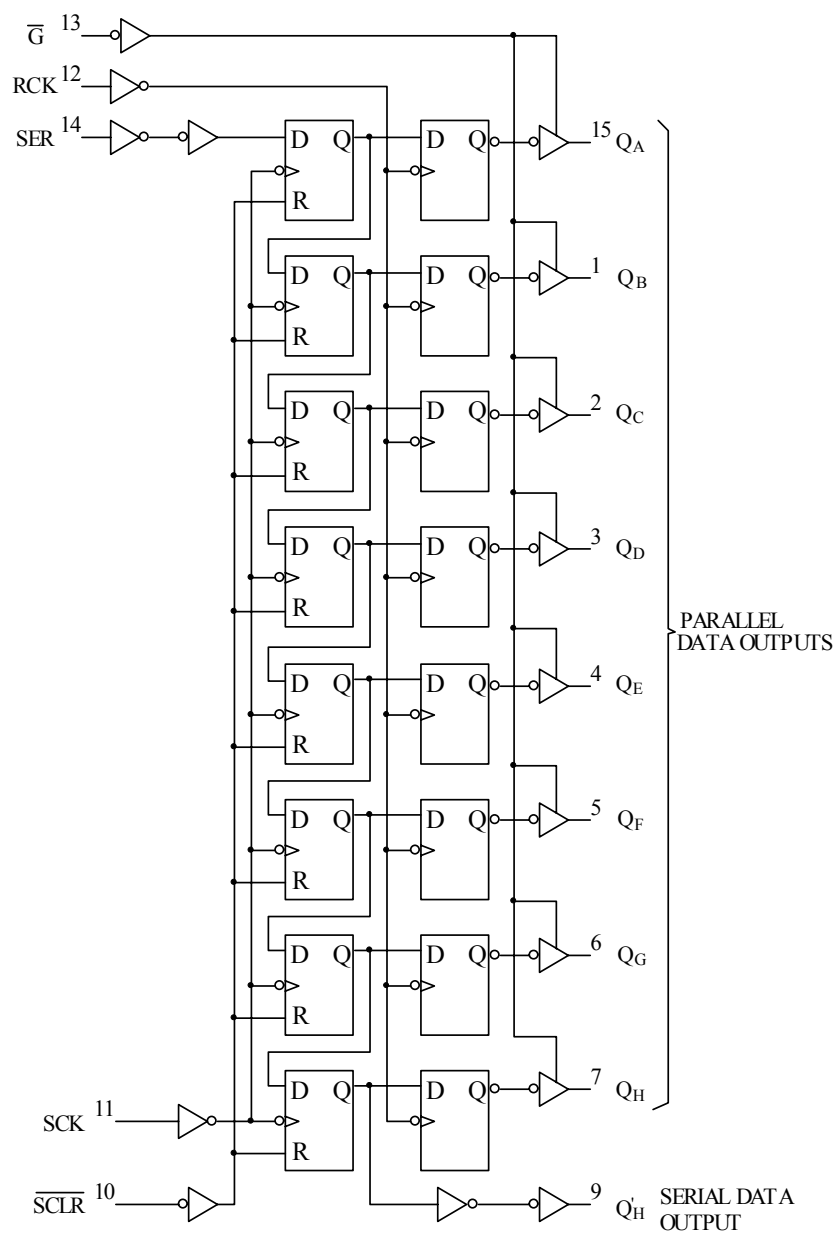 G 13
RCK 12
SER 14
D Q D Q 15 QA
R
D Q D Q 1 QB
R
D Q D Q 2 QC
R
D Q D Q 3 QD
R
PARALLEL
DATA OUTPUTS
D Q D Q 4 QE
R
D Q D Q 5 QF
R
D Q D Q 6 QG
R
D Q D Q 7 QH
SCK 11
R
SCLR 10
9 Q'H SERIAL DATA
OUTPUT